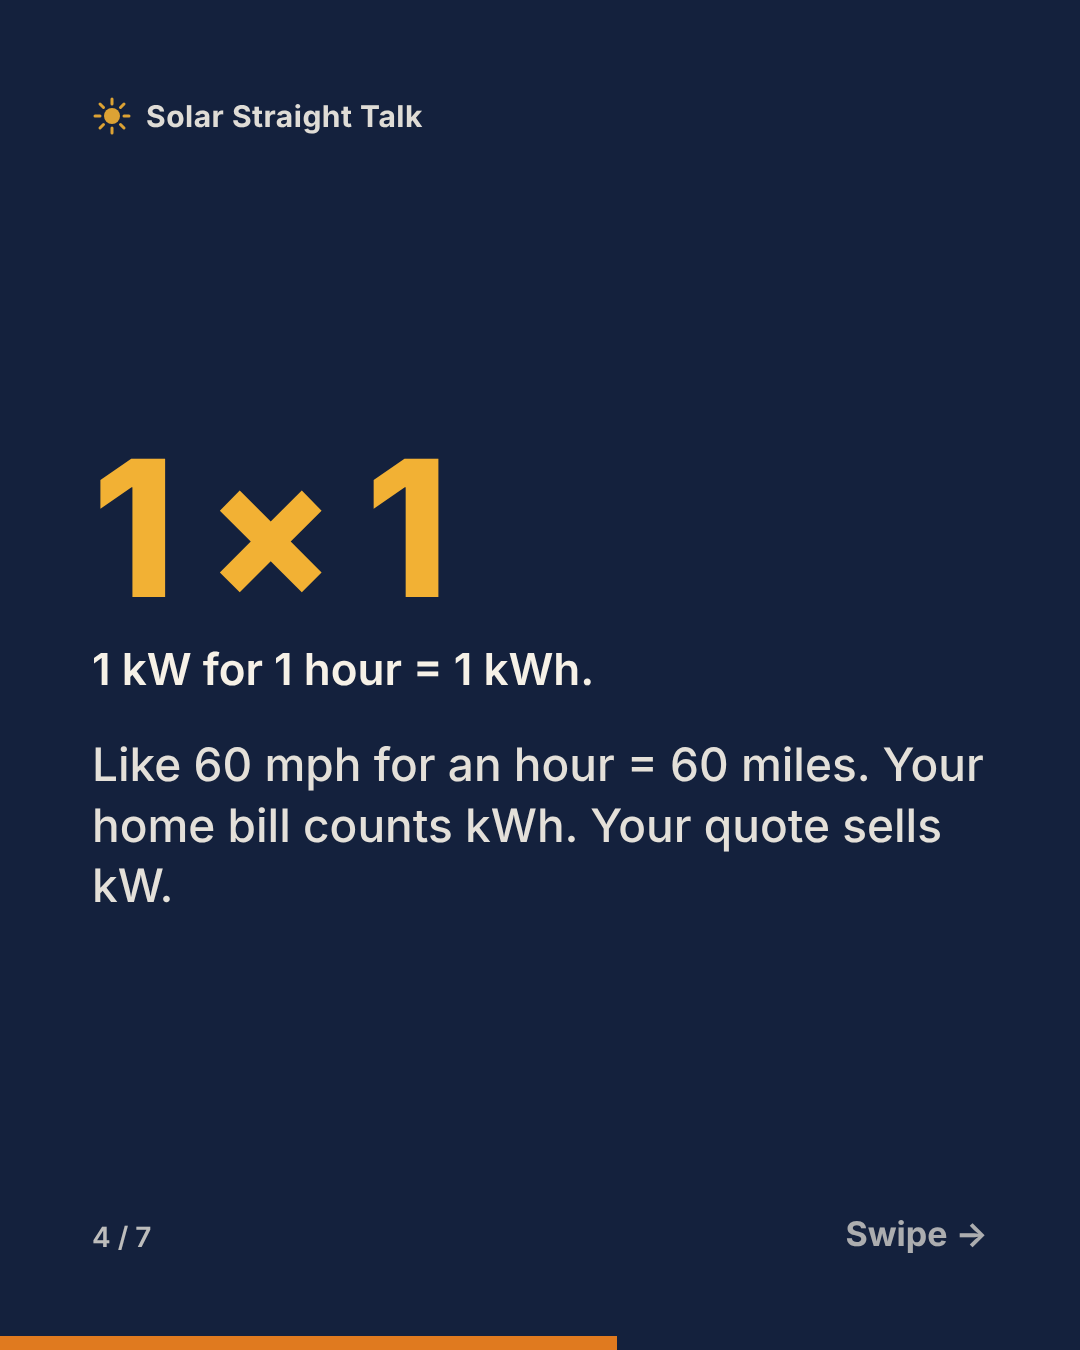 Solar Straight Talk
1 × 1
1 kW for 1 hour = 1 kWh.
Like 60 mph for an hour = 60 miles. Your
home bill counts kWh. Your quote sells
kW.
4 / 7
Swipe →